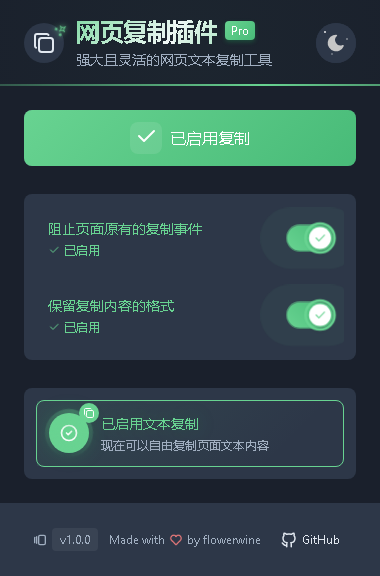 网页复制插件 Pro
强大且灵活的网页文本复制工具
已启用复制
阻止页面原有的复制事件
已启用
保留复制内容的格式
已启用
已启用文本复制
现在可以自由复制页面文本内容
v1.0.0 Made with by flowerwine GitHub